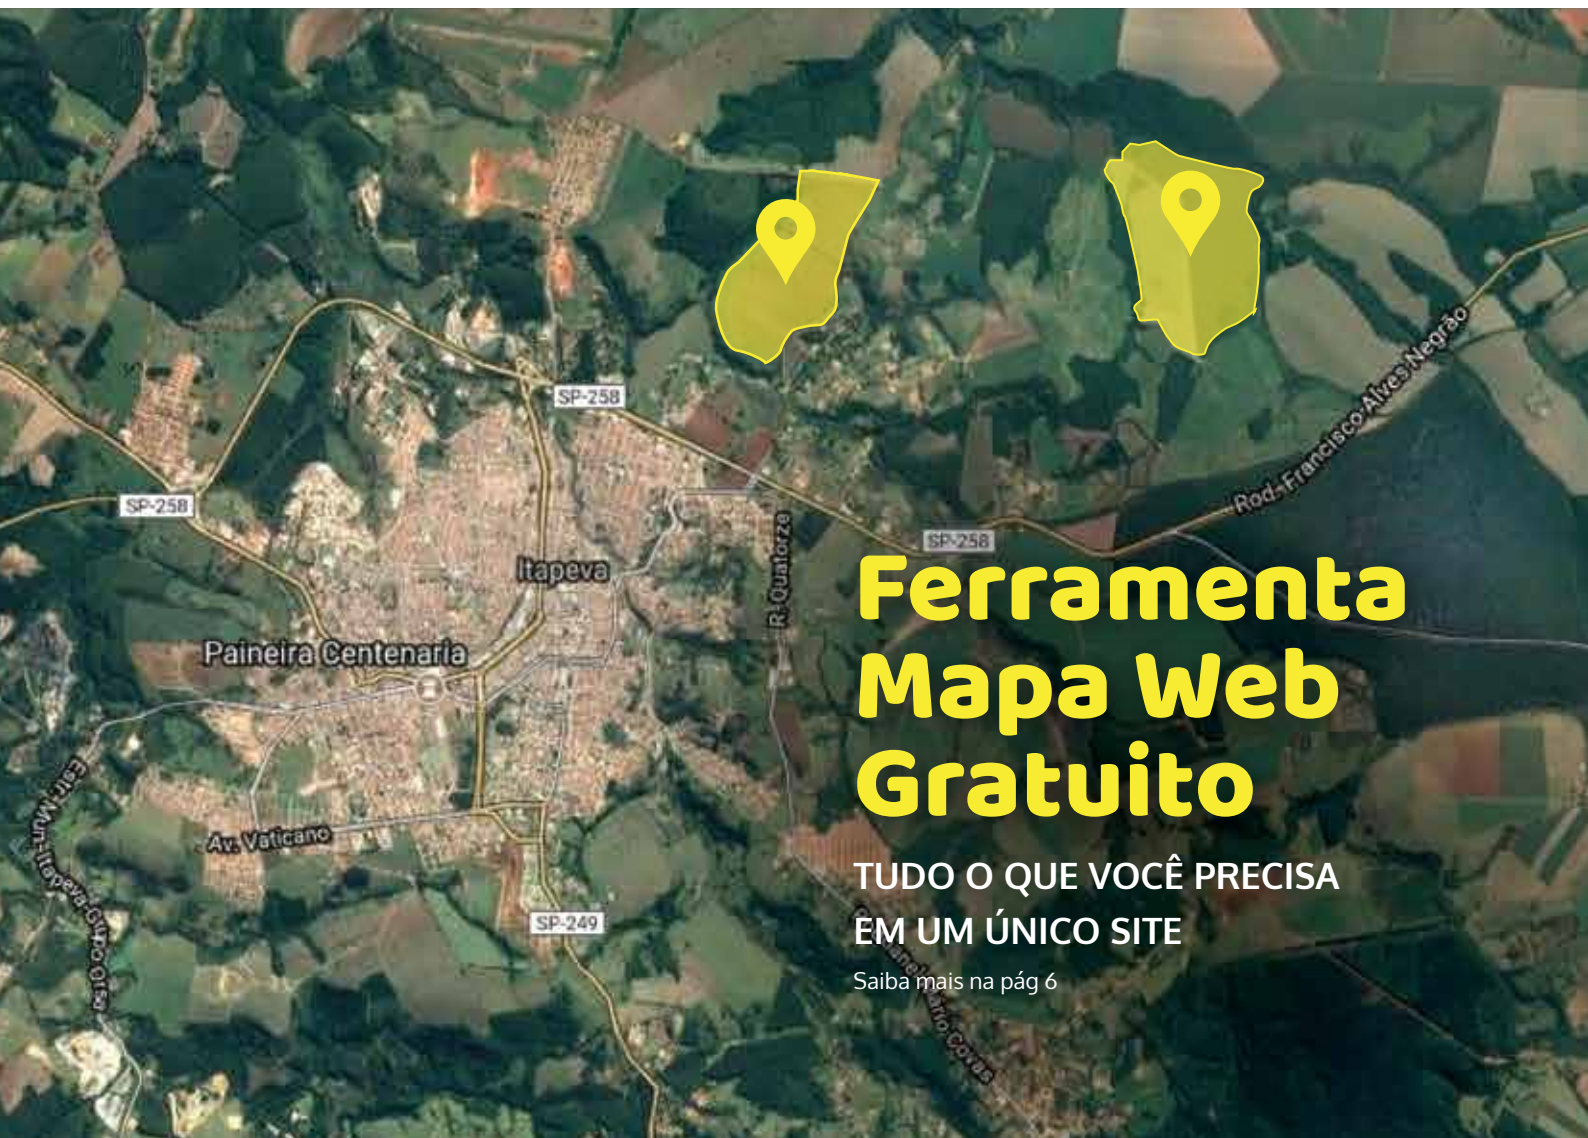 SP-258
SP-258
SP-258
Rod. Francisco Alves Negrão
R. Quatorze
Itapeva
Paineira Centenaria
Av. Vaticano
SP-249
Ferramenta
Mapa Web
Gratuito
TUDO O QUE VOCÊ PRECISA
EM UM ÚNICO SITE
Saiba mais na pág 6